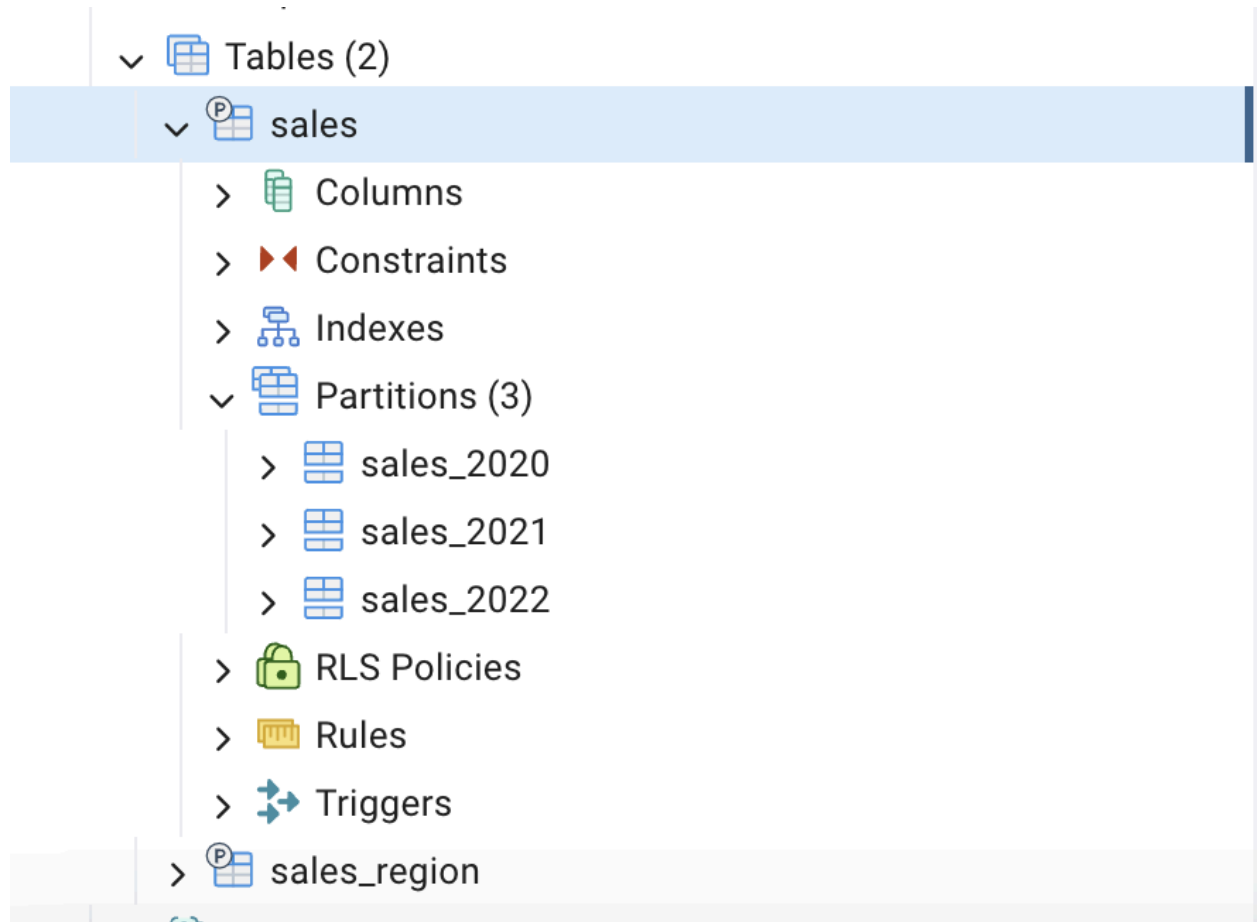 Tables (2)
P sales
Columns
Constraints
Indexes
Partitions (3)
sales_2020
sales_2021
sales_2022
RLS Policies
Rules
Triggers
P sales_region